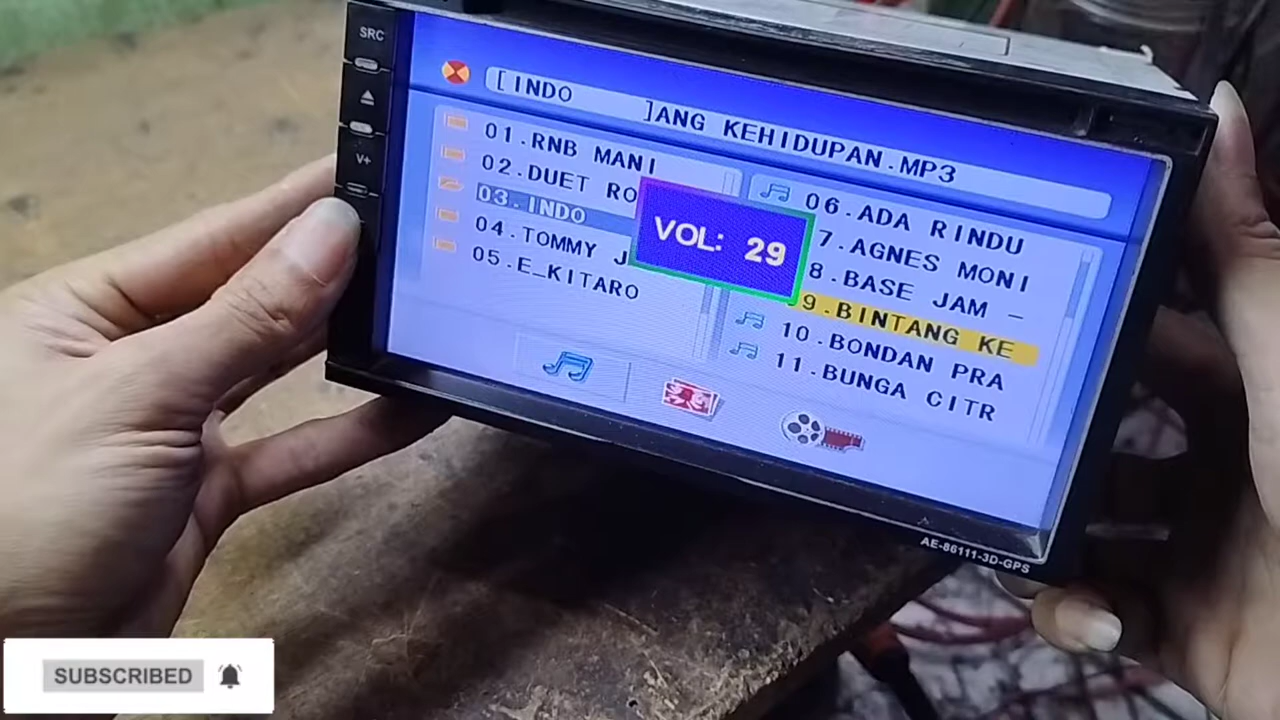 SRC
V+
[INDO ]ANG KEHIDUPAN.MP3
01.RNB MANI
02.DUET RO
03.INDO
04.TOMMY J
05.E_KITARO
VOL: 29
06.ADA RINDU
7.AGNES MONI
8.BASE JAM _
9.BINTANG KE
10.BONDAN PRA
11.BUNGA CITR
AE-86111-3D-GPS
SUBSCRIBED